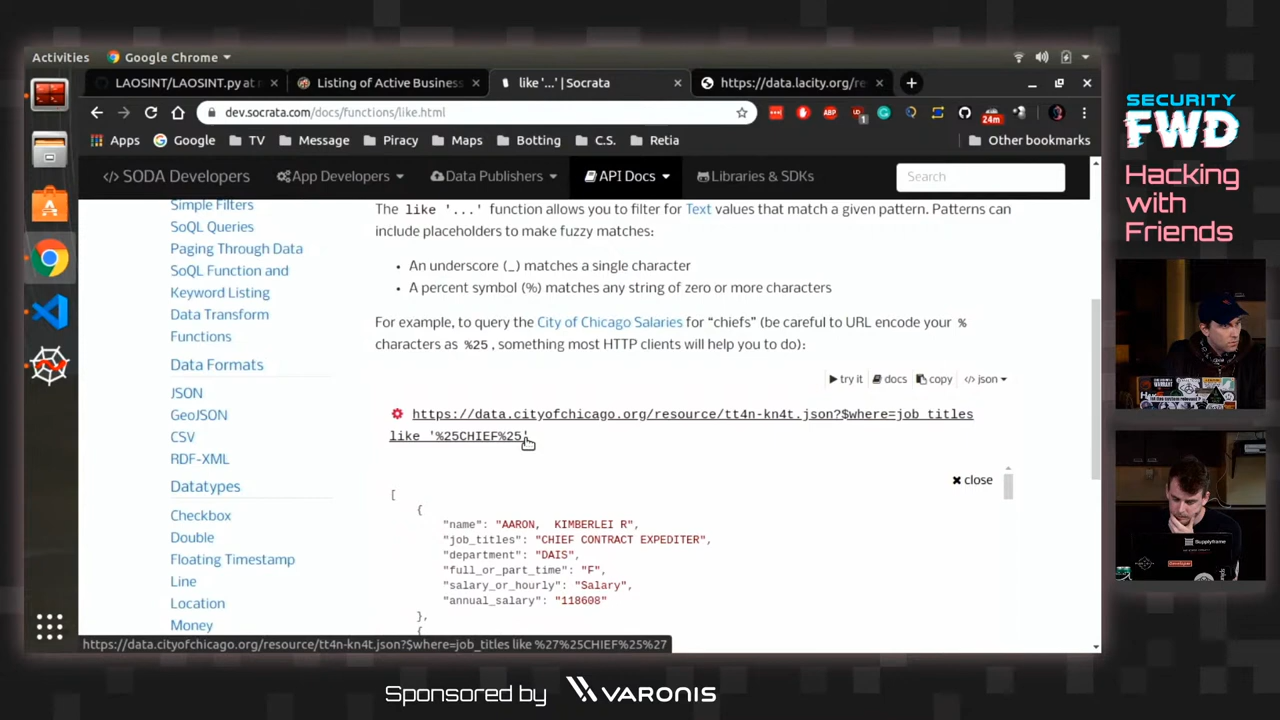 Activities
Google Chrome
LAOSINT/LAOSINT.py at
Listing of Active Business
like '...' | Socrata
https://data.lacity.org/re
dev.socrata.com/docs/functions/like.html
ABP
1
24m
Apps
Google
TV
Message
Piracy
Maps
Botting
C.S.
Retia
Other bookmarks
</> SODA Developers
App Developers
Data Publishers
API Docs
Libraries & SDKs
Search
Simple Filters
SoQL Queries
Paging Through Data
SoQL Function and
Keyword Listing
Data Transform
Functions
Data Formats
JSON
GeoJSON
CSV
RDF-XML
Datatypes
Checkbox
Double
Floating Timestamp
Line
Location
Money
The like '...' function allows you to filter for Text values that match a given pattern. Patterns can
include placeholders to make fuzzy matches:
• An underscore (_) matches a single character
• A percent symbol (%) matches any string of zero or more characters
For example, to query the City of Chicago Salaries for “chiefs” (be careful to URL encode your %
characters as %25, something most HTTP clients will help you to do):
try it
docs
copy
</> json
https://data.cityofchicago.org/resource/tt4n-kn4t.json?$where=job_titles
like '%25CHIEF%25'
close
[
{
"name": "AARON, KIMBERLEI R",
"job_titles": "CHIEF CONTRACT EXPEDITER",
"department": "DAIS",
"full_or_part_time": "F",
"salary_or_hourly": "Salary",
"annual_salary": "118608"
},
{
https://data.cityofchicago.org/resource/tt4n-kn4t.json?$where=job_titles like %27%25CHIEF%25%27
SECURITY
FWD
Hacking
with
Friends
Supplyframe
Sponsored by
VARONIS